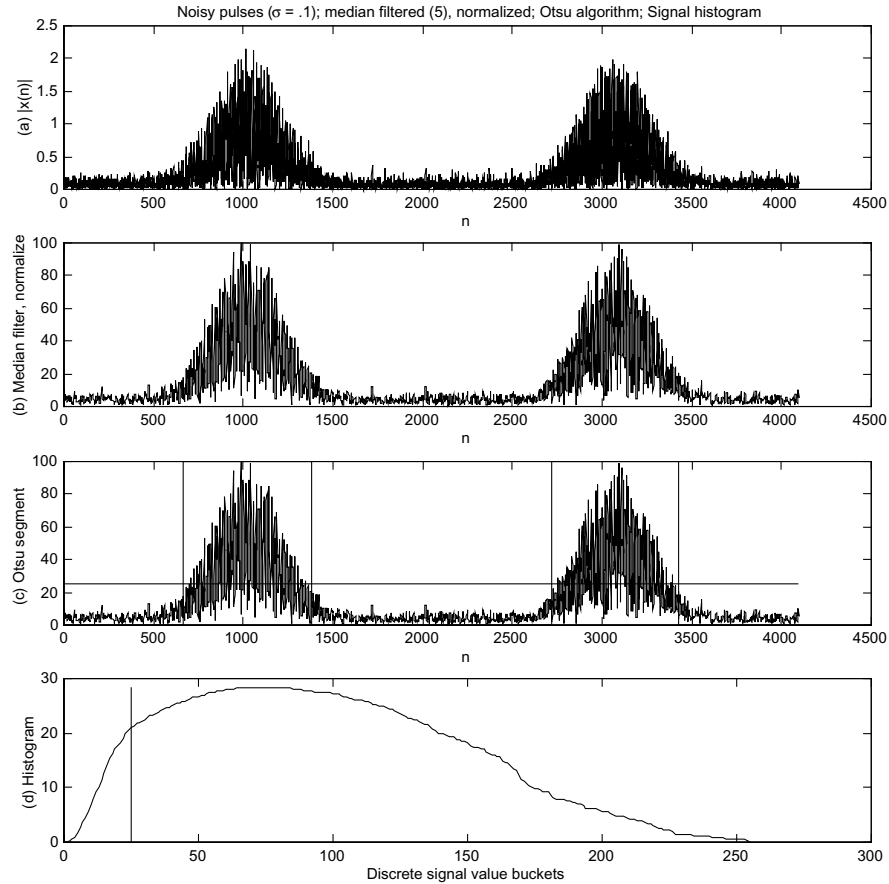 Noisy pulses (σ = .1); median filtered (5), normalized; Otsu algorithm; Signal histogram
2.5
2
1.5
1
0.5
0
(a) |x(n)|
0 500 1000 1500 2000 2500 3000 3500 4000 4500
n
100
80
60
40
20
0
(b) Median filter, normalize
0 500 1000 1500 2000 2500 3000 3500 4000 4500
n
100
80
60
40
20
0
(c) Otsu segment
0 500 1000 1500 2000 2500 3000 3500 4000 4500
n
30
20
10
0
(d) Histogram
0 50 100 150 200 250 300
Discrete signal value buckets